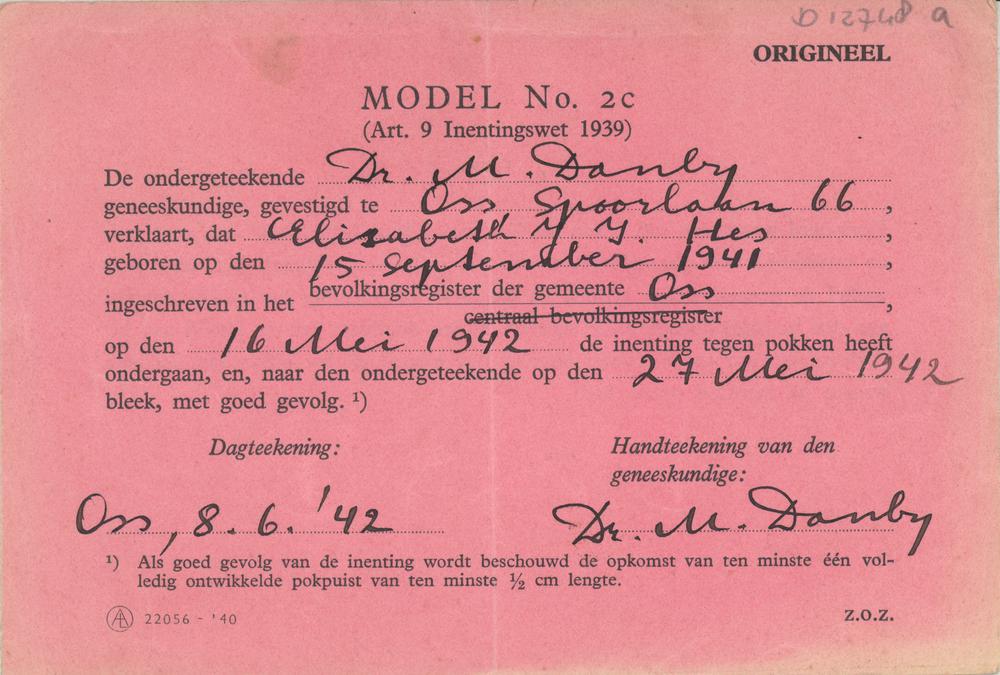 D 12748 a
ORIGINEEL
MODEL No. 2c
(Art. 9 Inentingswet 1939)
De ondergeteekende Dr. M. Danby
geneeskundige, gevestigd te Oss Spoorlaan 66,
verklaart, dat Elisabeth Y Y. Hes,
geboren op den 15 September 1941,
ingeschreven in het bevolkingsregister der gemeente Oss,
centraal bevolkingsregister
op den 16 Mei 1942 de inenting tegen pokken heeft
ondergaan, en, naar den ondergeteekende op den 27 Mei 1942
bleek, met goed gevolg. ¹)
Dagteekening:
Handteekening van den
geneeskundige:
Oss, 8. 6. '42
Dr. M. Danby
¹) Als goed gevolg van de inenting wordt beschouwd de opkomst van ten minste één vol-
ledig ontwikkelde pokpuist van ten minste ½ cm lengte.
22056 - '40
z.o.z.